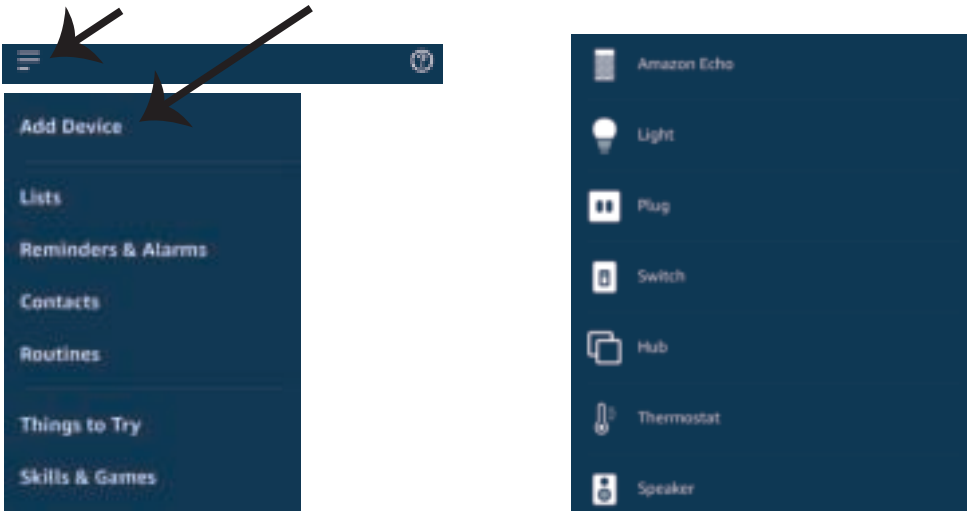 Add Device
Lists
Reminders & Alarms
Contacts
Routines
Things to Try
Skills & Games
Amazon Echo
Light
Plug
Switch
Hub
Thermostat
Speaker